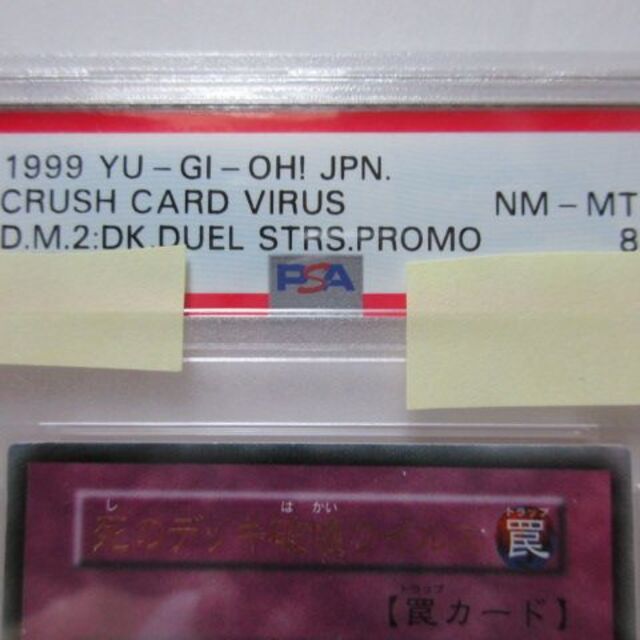 1999 YU-GI-OH! JPN.
CRUSH CARD VIRUS NM-MT
D.M.2:DK.DUEL STRS.PROMO 8
PSA
し はかい トラップ
死のデッキ破壊ウイルス 罠
トラップ
【罠カード】